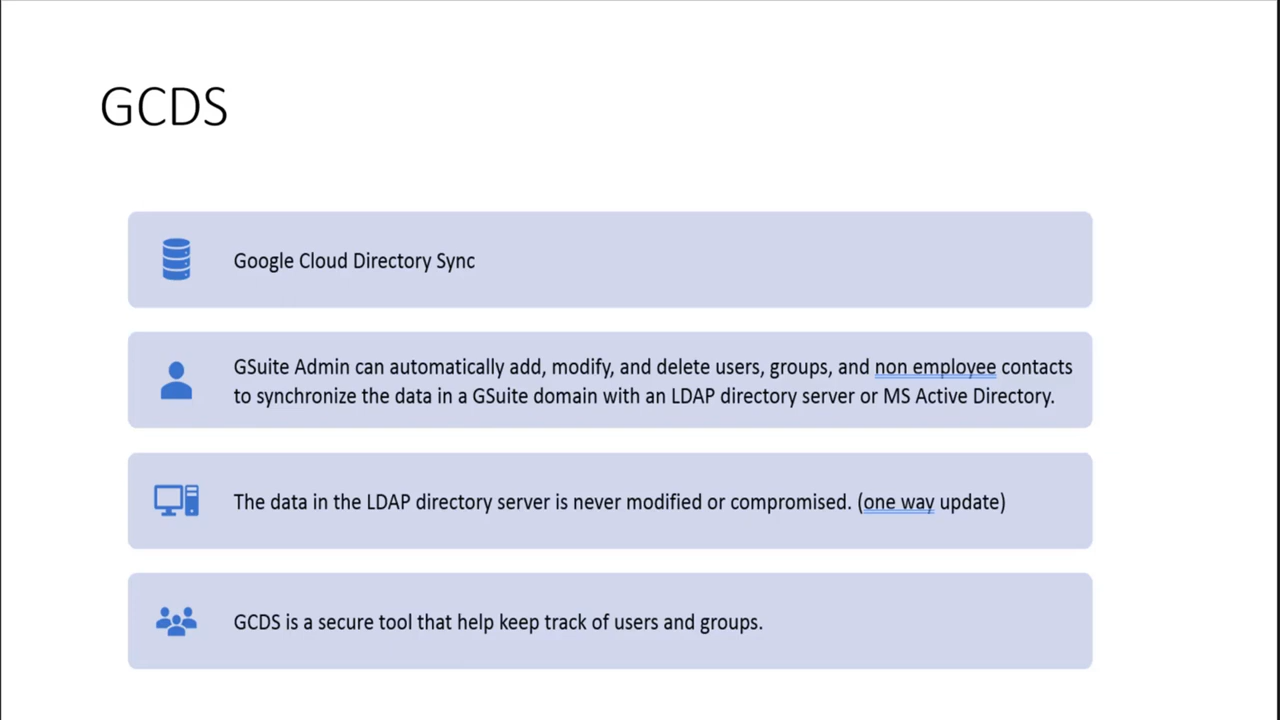 GCDS
Google Cloud Directory Sync
GSuite Admin can automatically add, modify, and delete users, groups, and non employee contacts
to synchronize the data in a GSuite domain with an LDAP directory server or MS Active Directory.
The data in the LDAP directory server is never modified or compromised. (one way update)
GCDS is a secure tool that help keep track of users and groups.